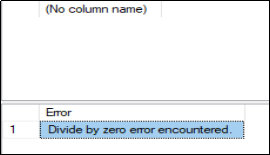 (No column name)
Error
1 Divide by zero error encountered.